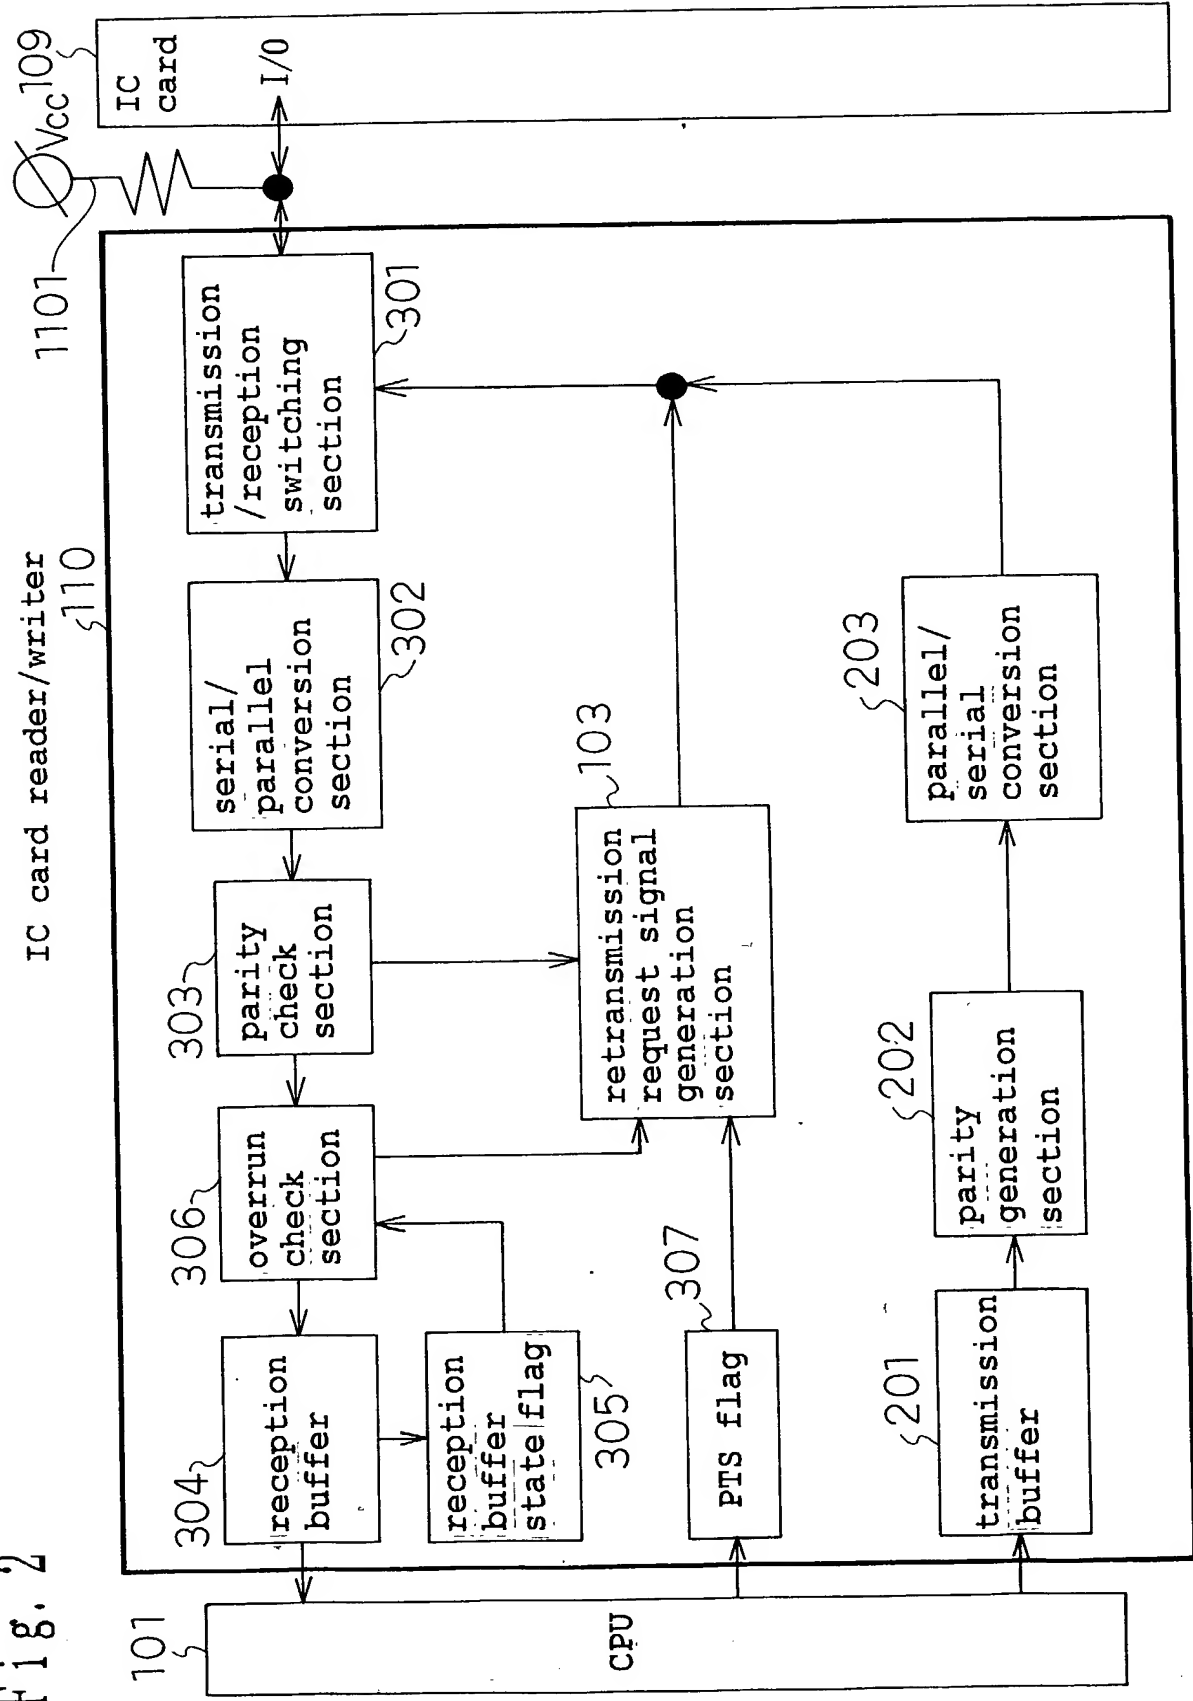 Fig. 2
IC card reader/writer
110
101
CPU
304
reception
buffer
306
overrun
check
section
303
parity
check
section
serial/
parallel
conversion
section
302
transmission
/reception
switching
section
301
1101
Vcc
109
IC
card
I/O
reception
buffer
state flag
305
retransmission
request signal
generation
section
103
PTS flag
307
201
transmission
buffer
202
parity
generation
section
203
parallel/
serial
conversion
section